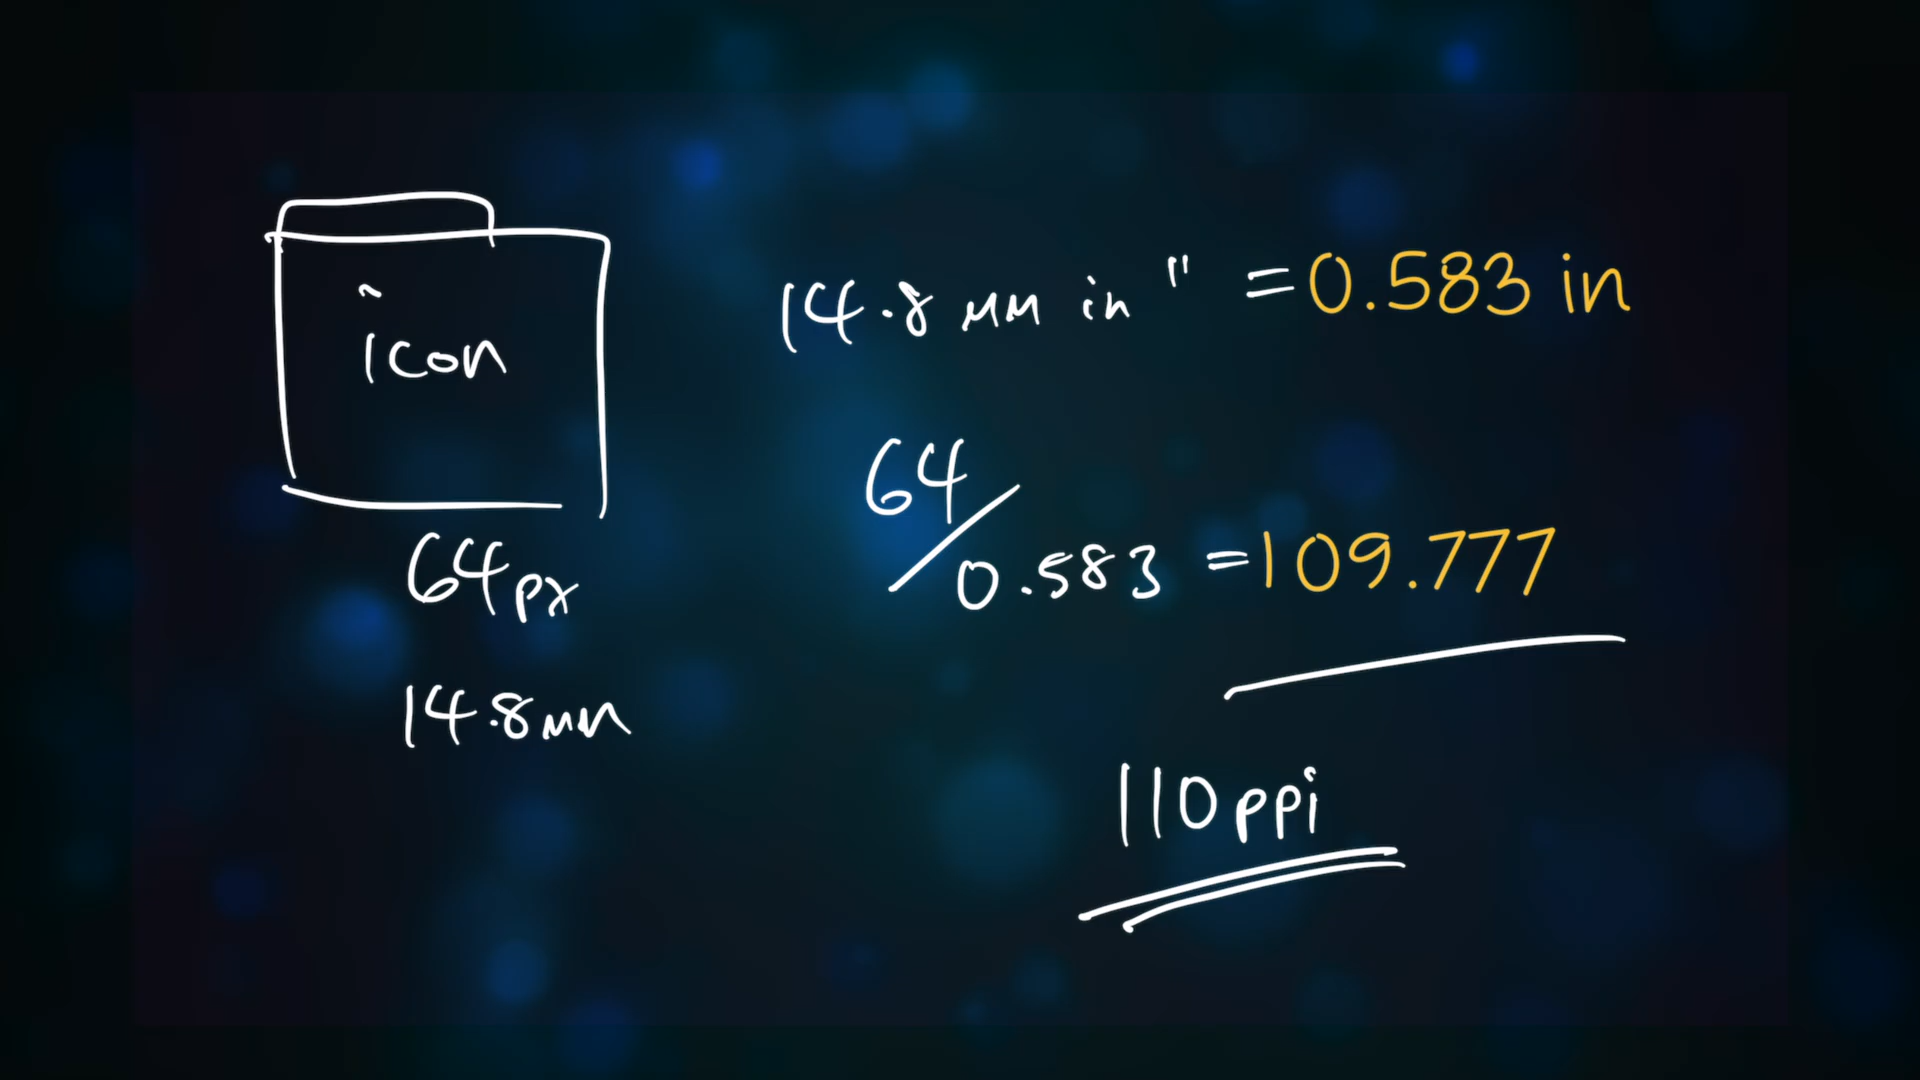 icon
64px
14.8mm
14.8 mm in " = 0.583 in
64/0.583 = 109.777
110ppi